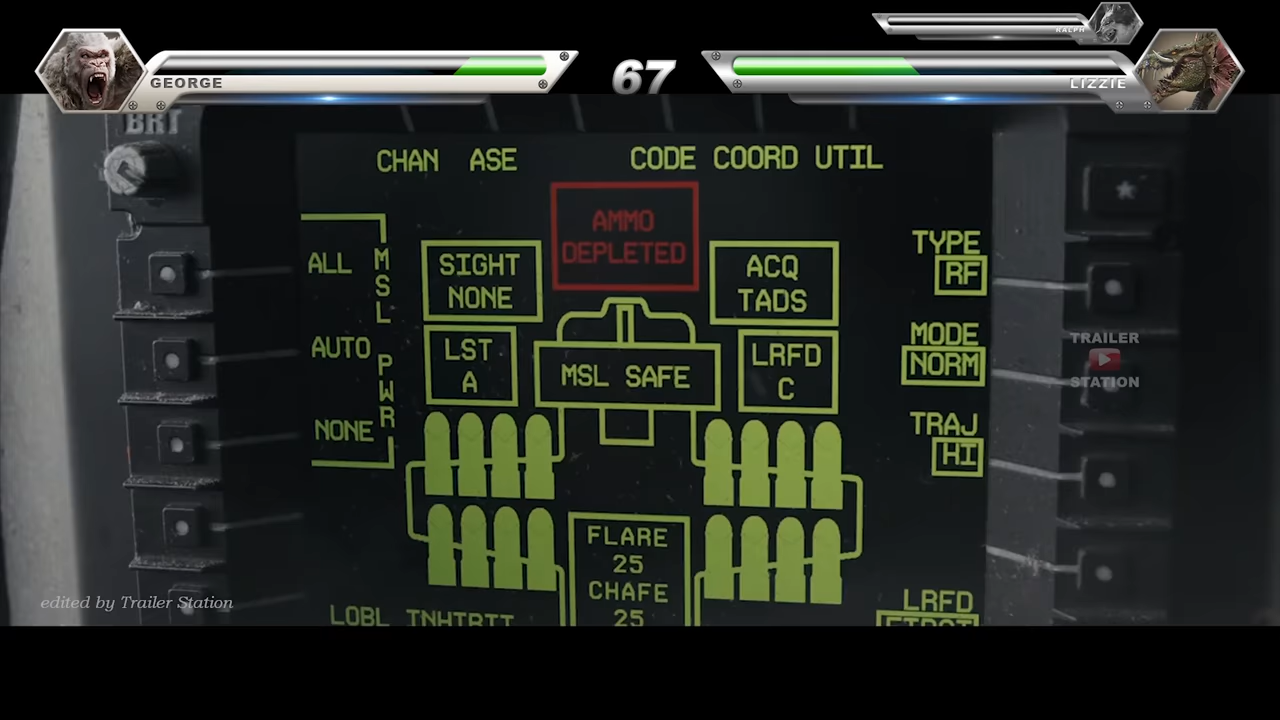 RALPH
GEORGE
67
LIZZIE
BRT
CHAN ASE
CODE COORD UTIL
AMMO
DEPLETED
ALL
MSL
SIGHT
NONE
ACQ
TADS
TYPE
RF
AUTO
PWR
LST
A
MSL SAFE
LRFD
C
MODE
NORM
TRAILER
STATION
NONE
TRAJ
HI
FLARE
25
CHAFE
25
edited by Trailer Station
LOBL
LRFD